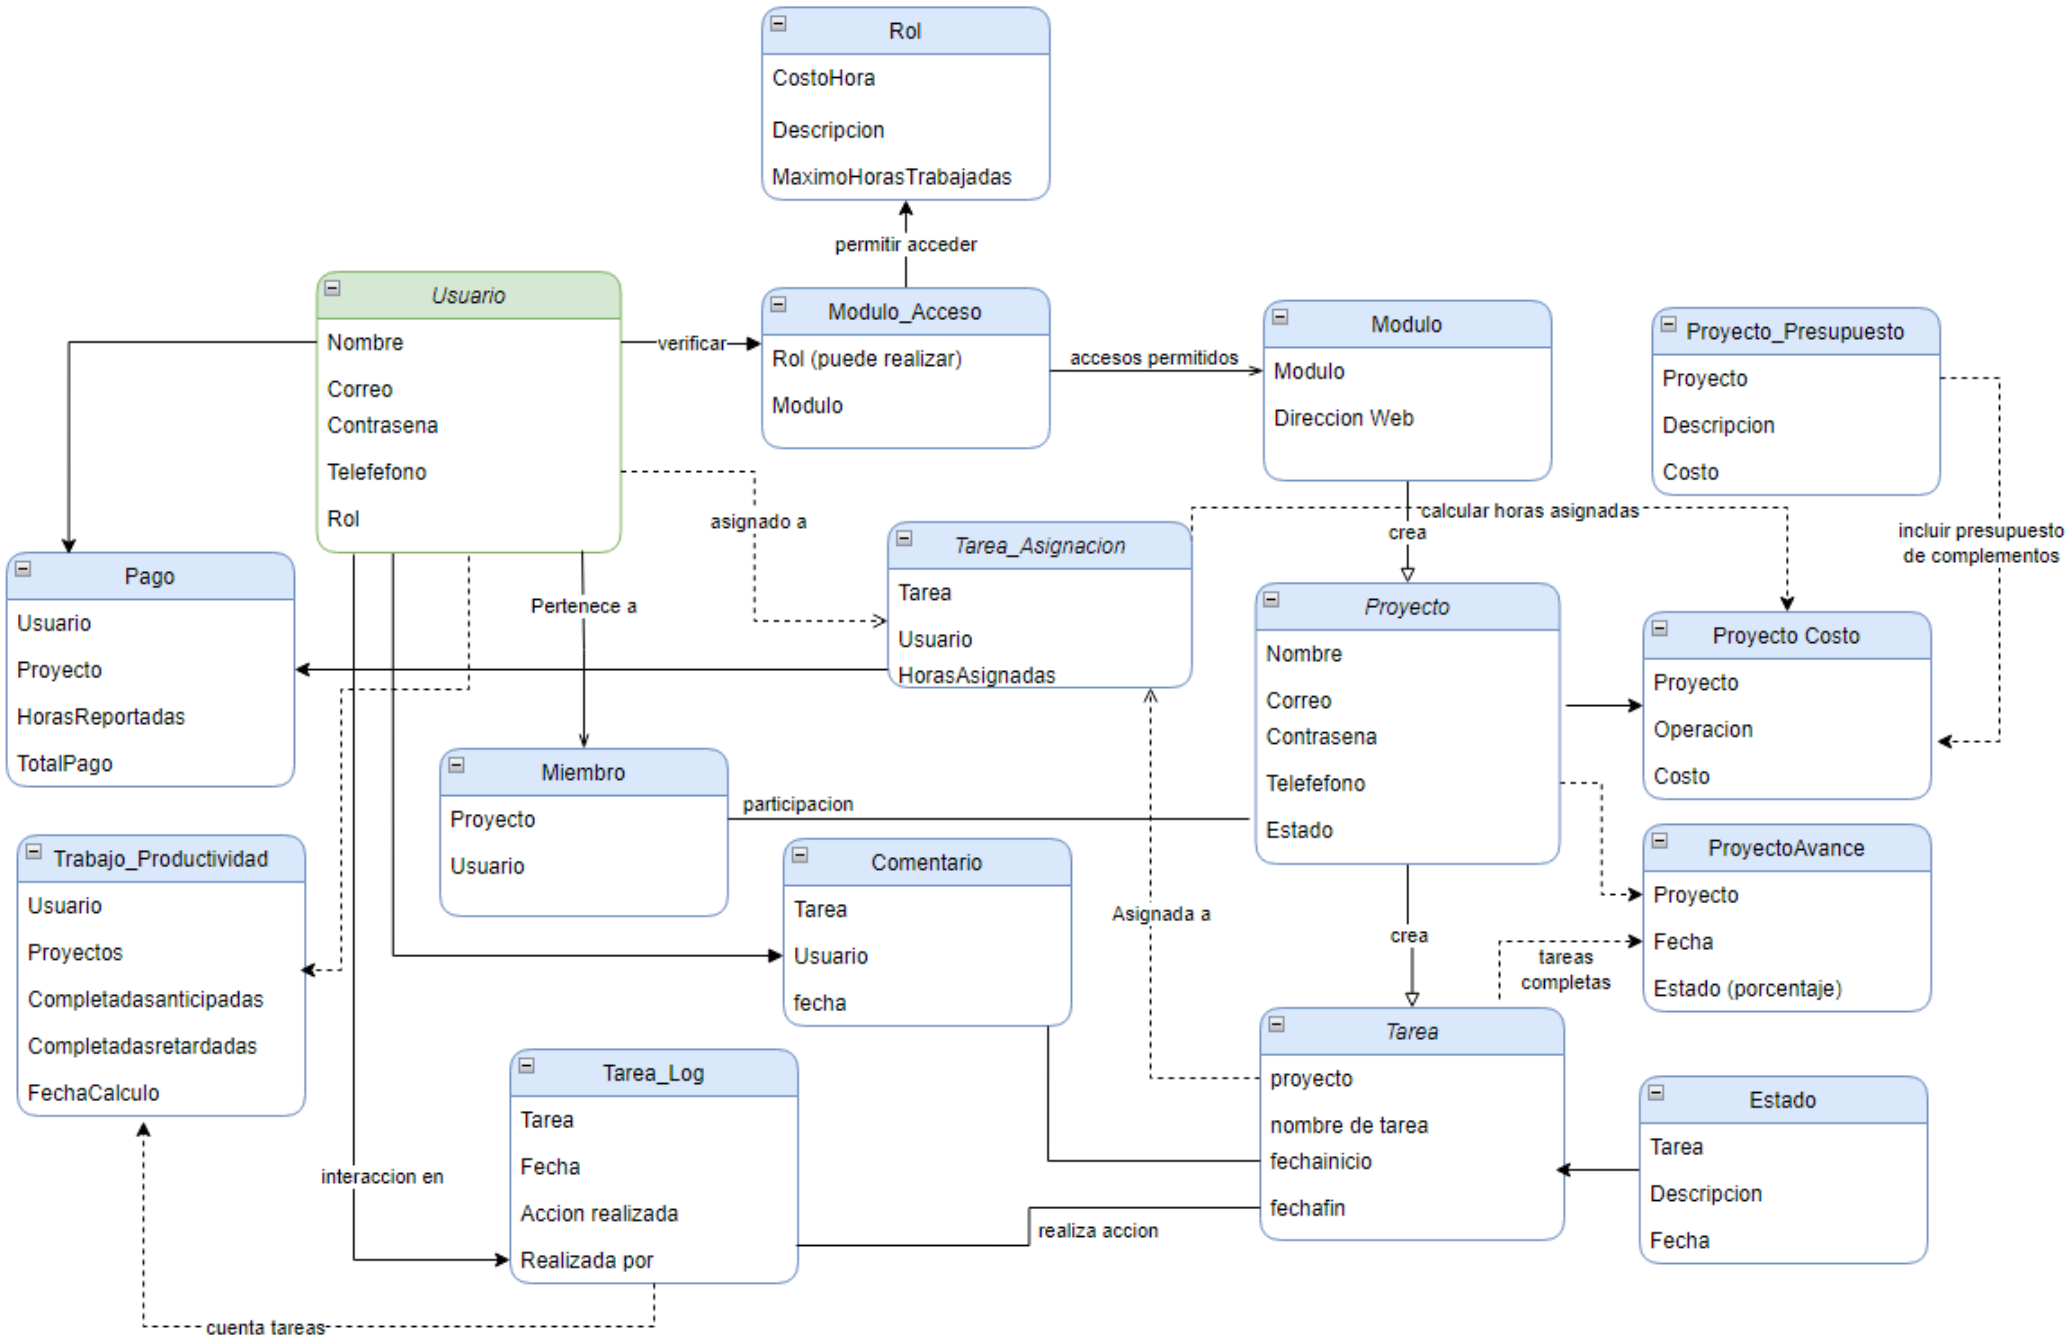 Rol
CostoHora
Descripcion
MaximoHorasTrabajadas
permitir acceder
Usuario
Nombre
Correo
Contrasena
Telefefono
Rol
verificar
Modulo_Acceso
Rol (puede realizar)
Modulo
accesos permitidos
Modulo
Modulo
Direccion Web
Proyecto_Presupuesto
Proyecto
Descripcion
Costo
asignado a
calcular horas asignadas
crea
incluir presupuesto
de complementos
Pago
Usuario
Proyecto
HorasReportadas
TotalPago
Pertenece a
Tarea_Asignacion
Tarea
Usuario
HorasAsignadas
Proyecto
Nombre
Correo
Contrasena
Telefefono
Estado
Proyecto Costo
Proyecto
Operacion
Costo
Miembro
Proyecto
Usuario
participacion
Trabajo_Productividad
Usuario
Proyectos
Completadasanticipadas
Completadasretardadas
FechaCalculo
Comentario
Tarea
Usuario
fecha
Asignada a
crea
tareas
completas
ProyectoAvance
Proyecto
Fecha
Estado (porcentaje)
Tarea_Log
Tarea
Fecha
Accion realizada
Realizada por
interaccion en
realiza accion
Tarea
proyecto
nombre de tarea
fechainicio
fechafin
Estado
Tarea
Descripcion
Fecha
cuenta tareas